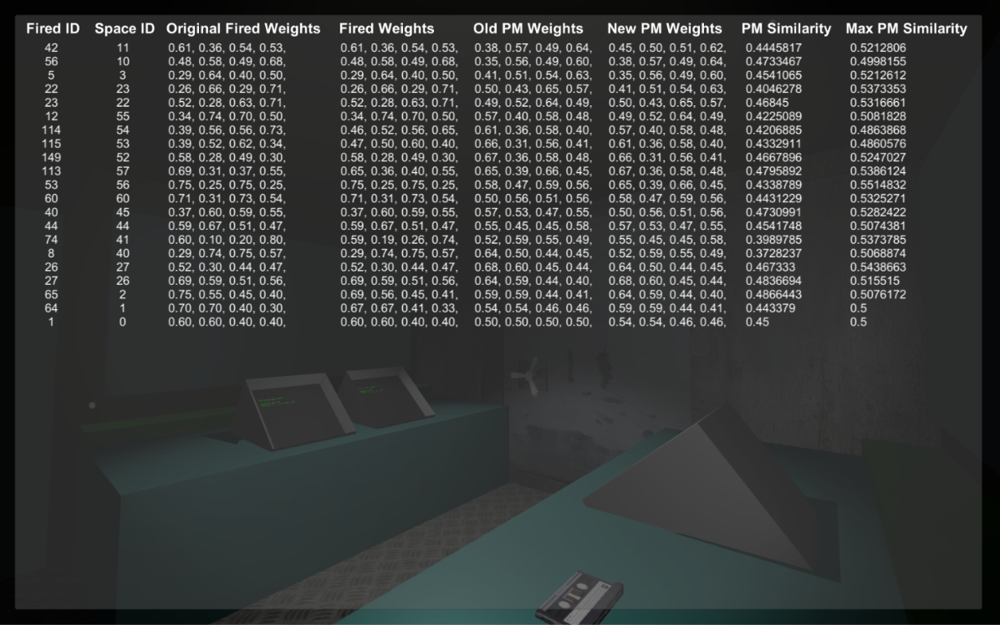 Fired ID Space ID Original Fired Weights Fired Weights Old PM Weights New PM Weights PM Similarity Max PM Similarity
42 11 0.61, 0.36, 0.54, 0.53, 0.61, 0.36, 0.54, 0.53, 0.38, 0.57, 0.49, 0.64, 0.45, 0.50, 0.51, 0.62, 0.4445817 0.5212806
56 10 0.48, 0.58, 0.49, 0.68, 0.48, 0.58, 0.49, 0.68, 0.35, 0.56, 0.49, 0.60, 0.38, 0.57, 0.49, 0.64, 0.4733467 0.4998155
5 3 0.29, 0.64, 0.40, 0.50, 0.29, 0.64, 0.40, 0.50, 0.41, 0.51, 0.54, 0.63, 0.35, 0.56, 0.49, 0.60, 0.4541065 0.5212612
22 23 0.26, 0.66, 0.29, 0.71, 0.26, 0.66, 0.29, 0.71, 0.50, 0.43, 0.65, 0.57, 0.41, 0.51, 0.54, 0.63, 0.4046278 0.5373353
23 22 0.52, 0.28, 0.63, 0.71, 0.52, 0.28, 0.63, 0.71, 0.49, 0.52, 0.64, 0.49, 0.50, 0.43, 0.65, 0.57, 0.46845 0.5316661
12 55 0.34, 0.74, 0.70, 0.50, 0.34, 0.74, 0.70, 0.50, 0.57, 0.40, 0.58, 0.48, 0.49, 0.52, 0.64, 0.49, 0.4225089 0.5081828
114 54 0.39, 0.56, 0.56, 0.73, 0.46, 0.52, 0.56, 0.65, 0.61, 0.36, 0.58, 0.40, 0.57, 0.40, 0.58, 0.48, 0.4206885 0.4863868
115 53 0.39, 0.52, 0.62, 0.34, 0.47, 0.50, 0.60, 0.40, 0.66, 0.31, 0.56, 0.41, 0.61, 0.36, 0.58, 0.40, 0.4332911 0.4860576
149 52 0.58, 0.28, 0.49, 0.30, 0.58, 0.28, 0.49, 0.30, 0.67, 0.36, 0.58, 0.48, 0.66, 0.31, 0.56, 0.41, 0.4667896 0.5247027
113 57 0.69, 0.31, 0.37, 0.55, 0.65, 0.36, 0.40, 0.55, 0.65, 0.39, 0.66, 0.45, 0.67, 0.36, 0.58, 0.48, 0.4795892 0.5386124
53 56 0.75, 0.25, 0.75, 0.25, 0.75, 0.25, 0.75, 0.25, 0.58, 0.47, 0.59, 0.56, 0.65, 0.39, 0.66, 0.45, 0.4338789 0.5514832
60 60 0.71, 0.31, 0.73, 0.54, 0.71, 0.31, 0.73, 0.54, 0.50, 0.56, 0.51, 0.56, 0.58, 0.47, 0.59, 0.56, 0.4431229 0.5325271
40 45 0.37, 0.60, 0.59, 0.55, 0.37, 0.60, 0.59, 0.55, 0.57, 0.53, 0.47, 0.55, 0.50, 0.56, 0.51, 0.56, 0.4730991 0.5282422
44 44 0.59, 0.67, 0.51, 0.47, 0.59, 0.67, 0.51, 0.47, 0.55, 0.45, 0.45, 0.58, 0.57, 0.53, 0.47, 0.55, 0.4541748 0.5074381
74 41 0.60, 0.10, 0.20, 0.80, 0.59, 0.19, 0.26, 0.74, 0.52, 0.59, 0.55, 0.49, 0.55, 0.45, 0.45, 0.58, 0.3989785 0.5373785
8 40 0.29, 0.74, 0.75, 0.57, 0.29, 0.74, 0.75, 0.57, 0.64, 0.50, 0.44, 0.45, 0.52, 0.59, 0.55, 0.49, 0.3728237 0.5068874
26 27 0.52, 0.30, 0.44, 0.47, 0.52, 0.30, 0.44, 0.47, 0.68, 0.60, 0.45, 0.44, 0.64, 0.50, 0.44, 0.45, 0.467333 0.5438663
27 26 0.69, 0.59, 0.51, 0.56, 0.69, 0.59, 0.51, 0.56, 0.64, 0.59, 0.44, 0.40, 0.68, 0.60, 0.45, 0.44, 0.4836694 0.515515
65 2 0.75, 0.55, 0.45, 0.40, 0.69, 0.56, 0.45, 0.41, 0.59, 0.59, 0.44, 0.41, 0.64, 0.59, 0.44, 0.40, 0.4866443 0.5076172
64 1 0.70, 0.70, 0.40, 0.30, 0.67, 0.67, 0.41, 0.33, 0.54, 0.54, 0.46, 0.46, 0.59, 0.59, 0.44, 0.41, 0.443379 0.5
1 0 0.60, 0.60, 0.40, 0.40, 0.60, 0.60, 0.40, 0.40, 0.50, 0.50, 0.50, 0.50, 0.54, 0.54, 0.46, 0.46, 0.45 0.5